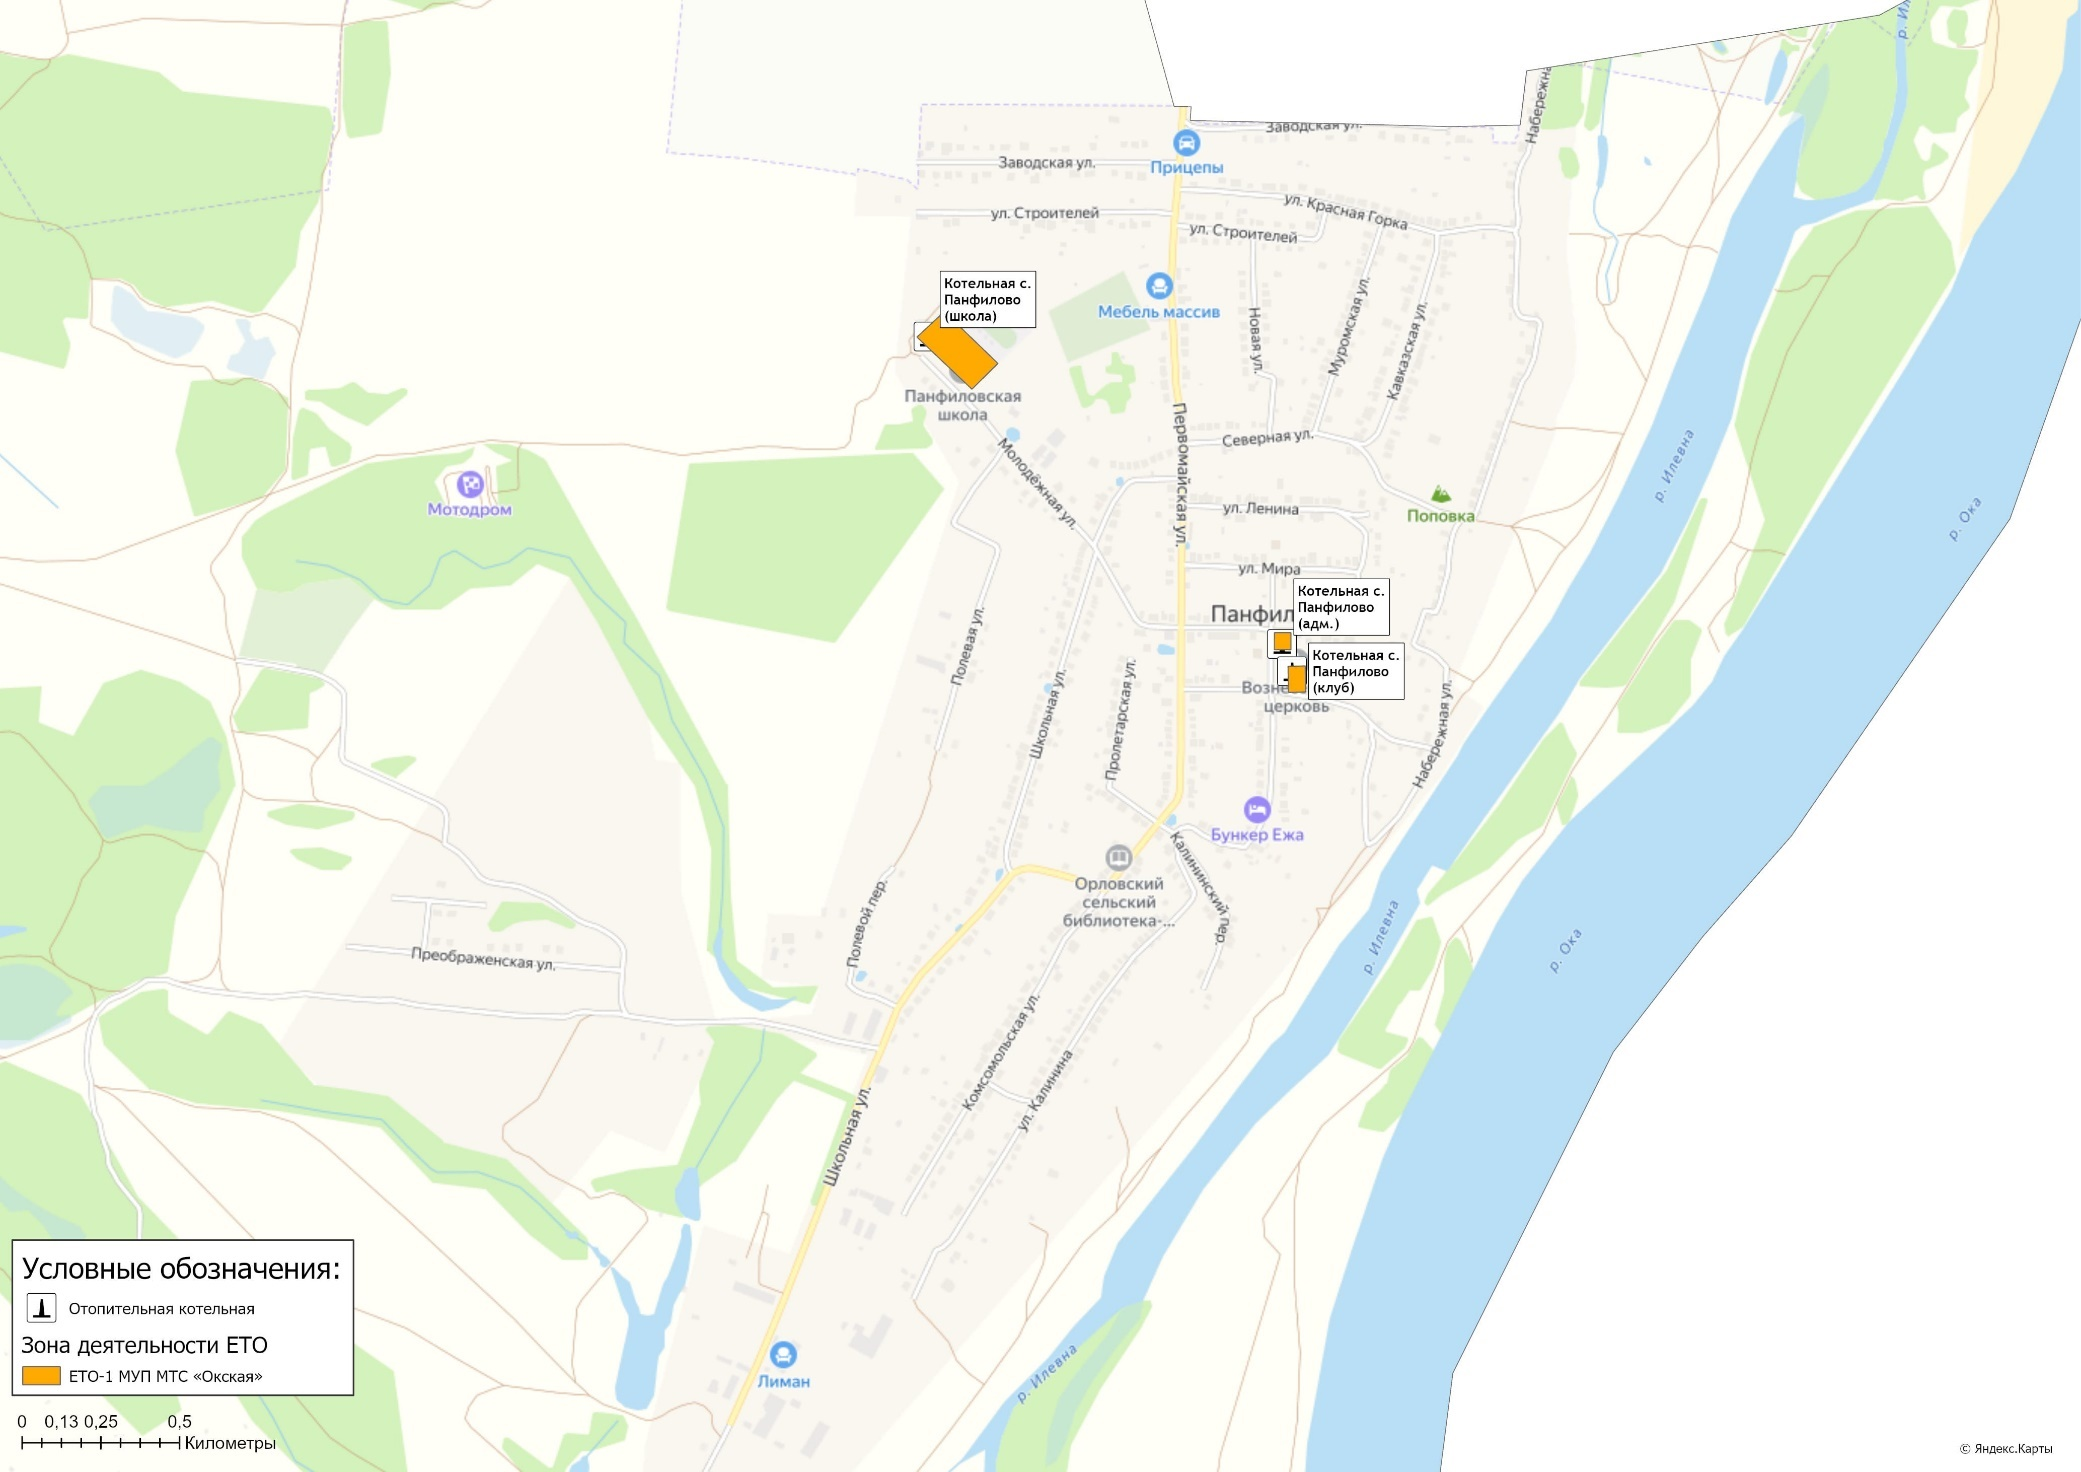 р. Ил
Набережна
Заводская ул.
Заводская ул.
Прицепы
ул. Красная Горка
ул. Строителей
ул. Строителей
Котельная с.
Панфилово
(школа)
Мебель массив
Новая ул.
Муромская ул.
Кавказская ул.
Панфиловская
школа
Первомайская ул.
Северная ул.
Молодёжная ул.
Мотодром
ул. Ленина
Поповка
р. Илевна
р. Ока
ул. Мира
Котельная с.
Панфилово
(адм.)
Панфил
Котельная с.
Панфилово
(клуб)
Возне
церковь
Полевая ул.
Школьная ул.
Пролетарская ул.
Набережная ул.
Бункер Ежа
Калининский пер.
Орловский
сельский
библиотека-...
Полевой пер.
р. Илевна
р. Ока
Преображенская ул.
Комсомольская ул.
ул. Калинина
Школьная ул.
р. Илевна
Лиман
Условные обозначения:
Отопительная котельная
Зона деятельности ЕТО
ЕТО-1 МУП МТС «Окская»
0 0,13 0,25 0,5
Километры
© Яндекс.Карты